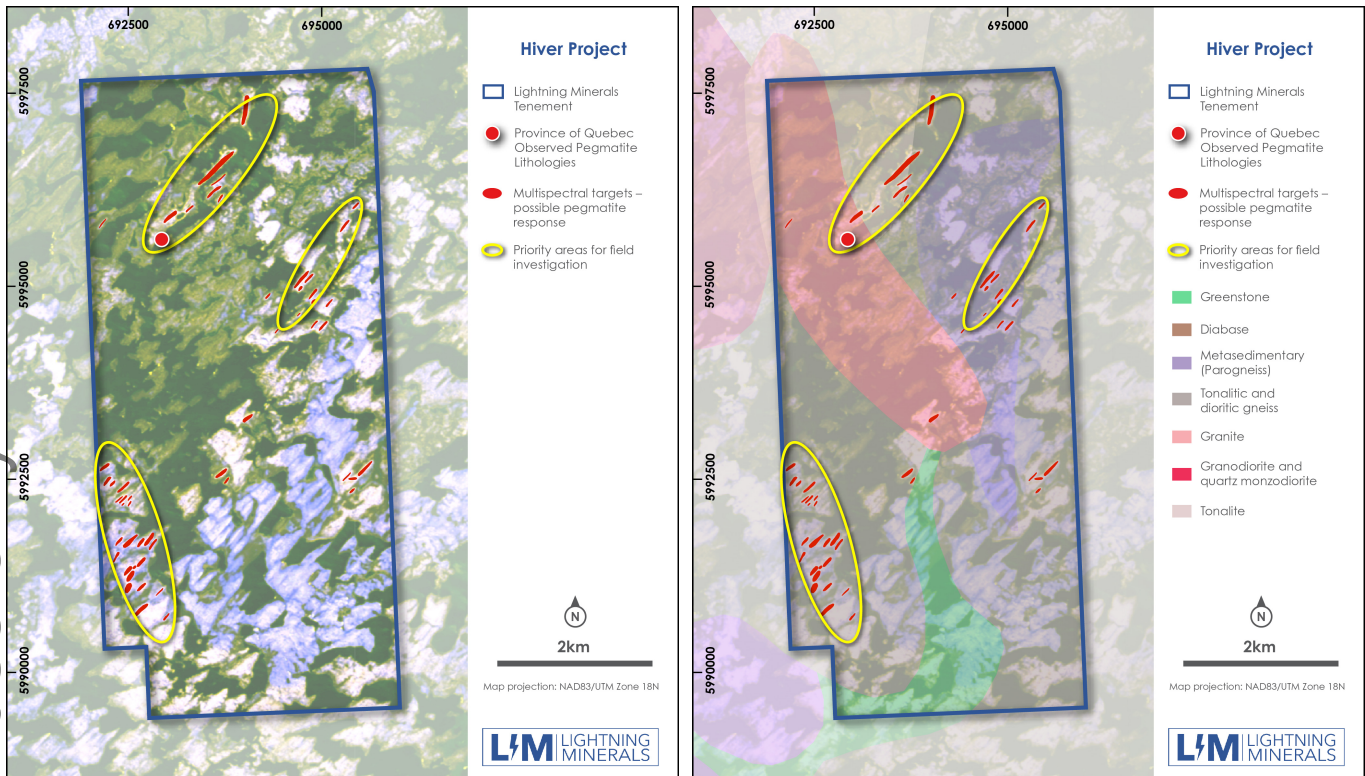 692500
695000
5997500
5995000
5992500
5990000
Hiver Project
Lightning Minerals
Tenement
Province of Quebec
Observed Pegmatite
Lithologies
Multispectral targets –
possible pegmatite
response
Priority areas for field
investigation
N
2km
Map projection: NAD83/UTM Zone 18N
LM LIGHTNING
MINERALS
692500
695000
5997500
5995000
5992500
5990000
Hiver Project
Lightning Minerals
Tenement
Province of Quebec
Observed Pegmatite
Lithologies
Multispectral targets –
possible pegmatite
response
Priority areas for field
investigation
Greenstone
Diabase
Metasedimentary
(Paragneiss)
Tonalitic and
dioritic gneiss
Granite
Granodiorite and
quartz monzodiorite
Tonalite
N
2km
Map projection: NAD83/UTM Zone 18N
LM LIGHTNING
MINERALS